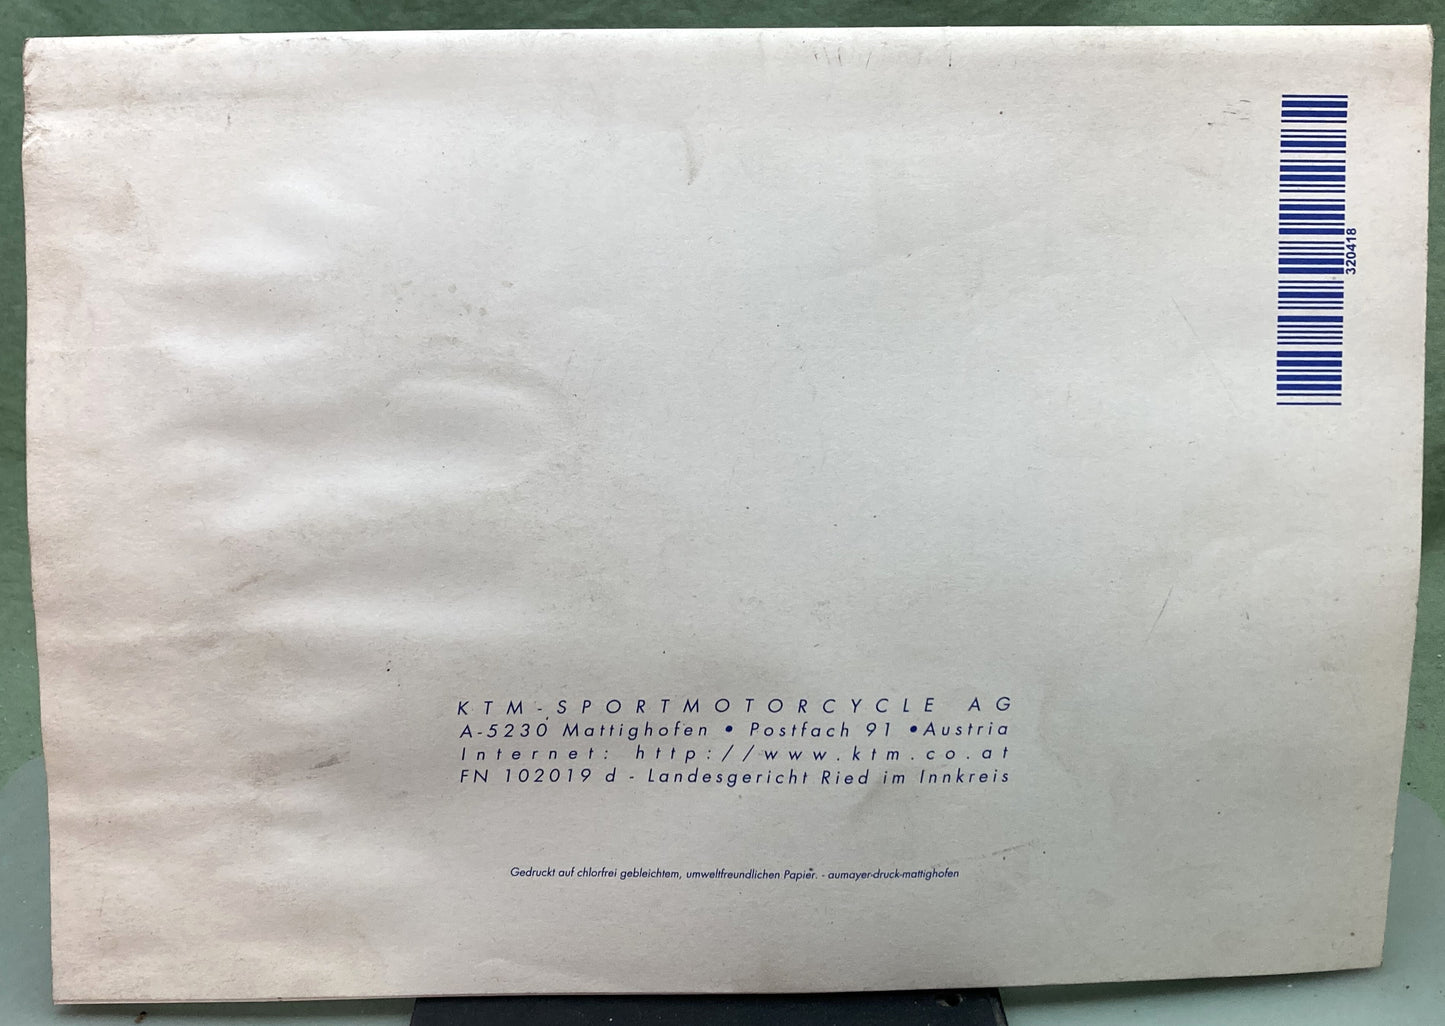 320418
KTM-SPORTMOTORCYCLE AG
A-5230 Mattighofen • Postfach 91 •Austria
Internet: http://www.ktm.co.at
FN 102019 d - Landesgericht Ried im Innkreis
Gedruckt auf chlorfrei gebleichtem, umweltfreundlichen Papier. - aumayer-druck-mattighofen